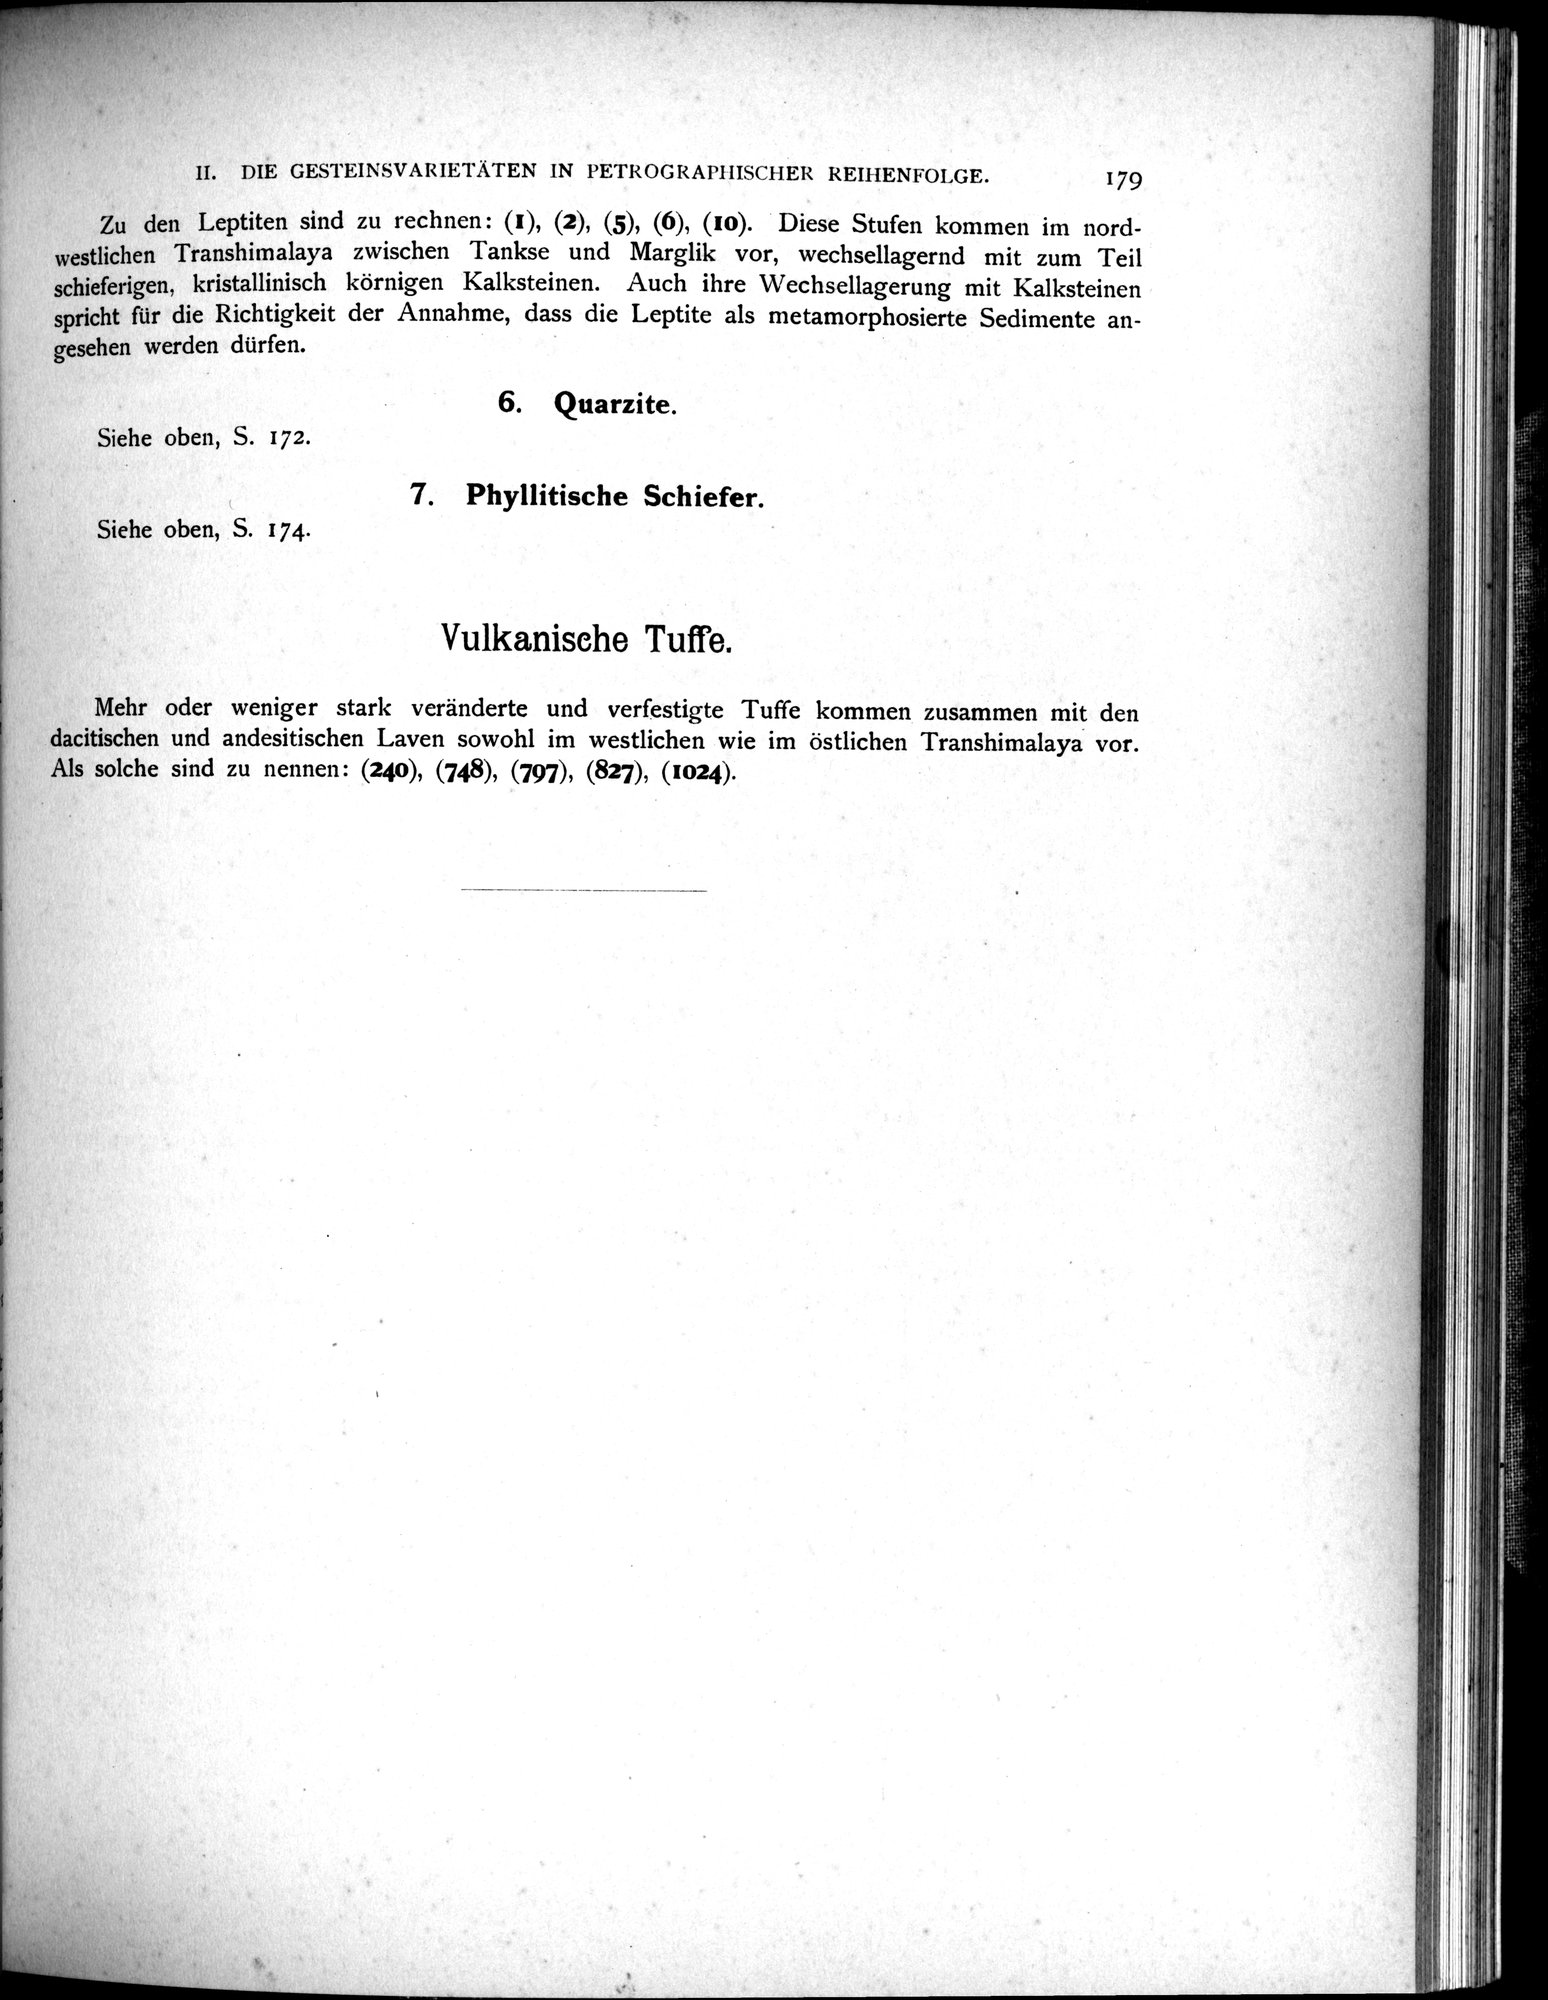 II. DIE GESTEINSVARIETÄTEN IN PETROGRAPHISCHER REIHENFOLGE. 179
Zu den Leptiten sind zu rechnen: (1), (2), (5), (6), (10). Diese Stufen kommen im nord-
westlichen Transhimalaya zwischen Tankse und Marglik vor, wechsellagernd mit zum Teil
schieferigen, kristallinisch körnigen Kalksteinen. Auch ihre Wechsellagerung mit Kalksteinen
spricht für die Richtigkeit der Annahme, dass die Leptite als metamorphosierte Sedimente an-
gesehen werden dürfen.
6. Quarzite.
Siehe oben, S. 172.
7. Phyllitische Schiefer.
Siehe oben, S. 174.
Vulkanische Tuffe.
Mehr oder weniger stark veränderte und verfestigte Tuffe kommen zusammen mit den
dacitischen und andesitischen Laven sowohl im westlichen wie im östlichen Transhimalaya vor.
Als solche sind zu nennen: (240), (748), (797), (827), (1024).